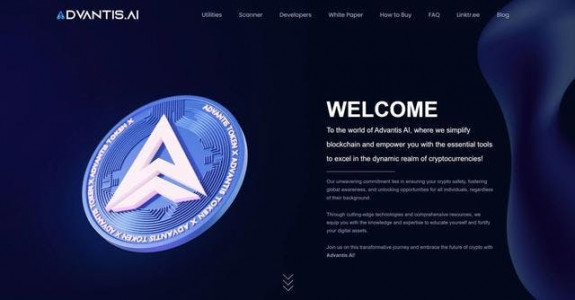 ADVANTIS.AI
Utilities Scanner Developers White Paper How to Buy FAQ Linktr.ee Blog
ADVANTIS TOKEN X ADVANTIS TOKEN X ADVANTIS TOKEN X ADVANTIS TOKEN X
WELCOME
To the world of Advantis AI, where we simplify
blockchain and empower you with the essential tools
to excel in the dynamic realm of cryptocurrencies!
Our unwavering commitment lies in ensuring your crypto safety, fostering
global awareness, and unlocking opportunities for all individuals, regardless
of their background.
Through cutting-edge technologies and comprehensive resources, we
equip you with the knowledge and expertise to educate yourself and fortify
your digital assets.
Join us on this transformative journey and embrace the future of crypto with
Advantis AI!